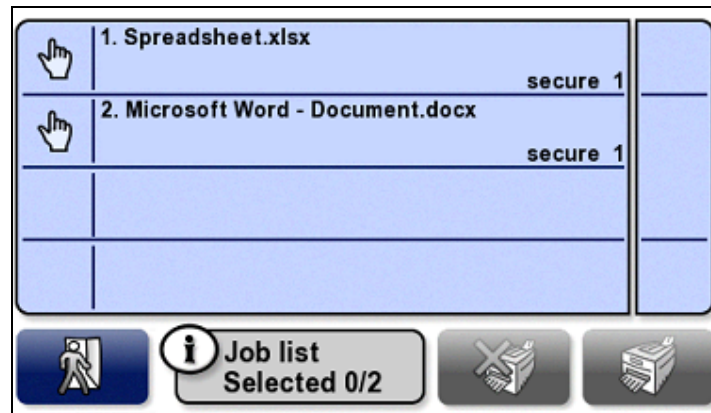 1. Spreadsheet.xlsx
secure 1
2. Microsoft Word - Document.docx
secure 1
i
Job list
Selected 0/2